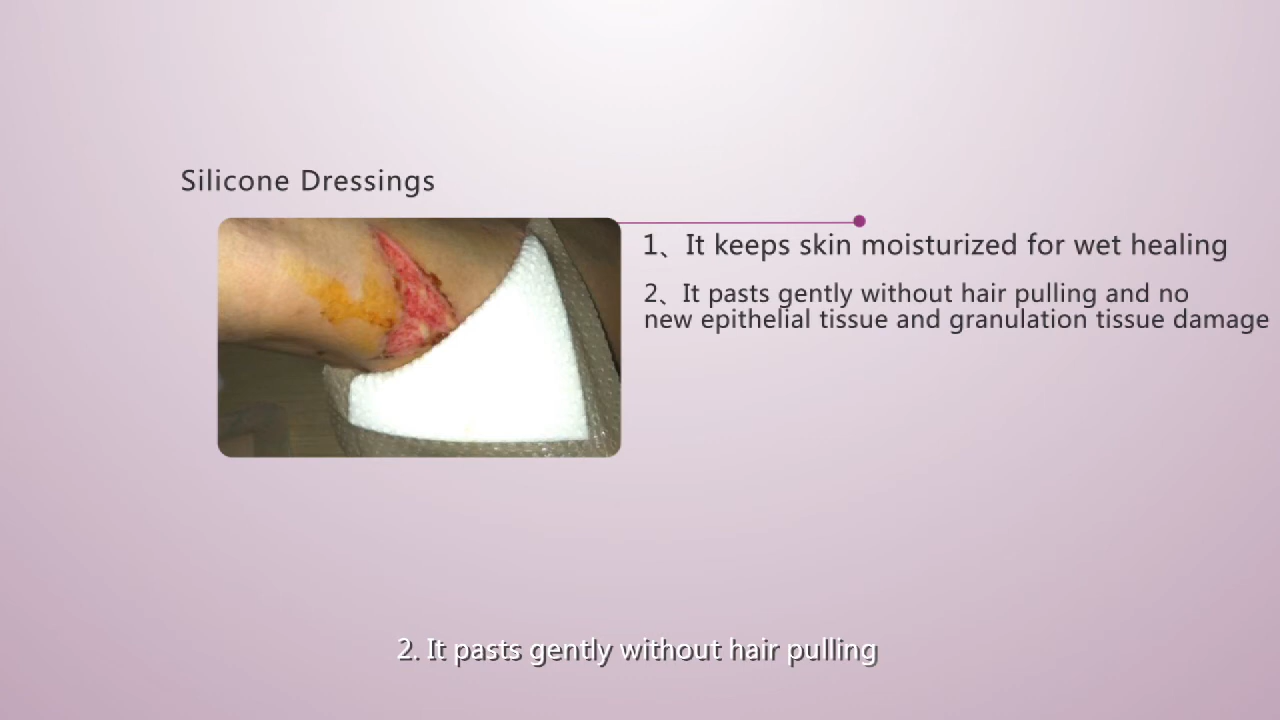 Silicone Dressings
1、It keeps skin moisturized for wet healing
2、It pasts gently without hair pulling and no
new epithelial tissue and granulation tissue damage
2. It pasts gently without hair pulling